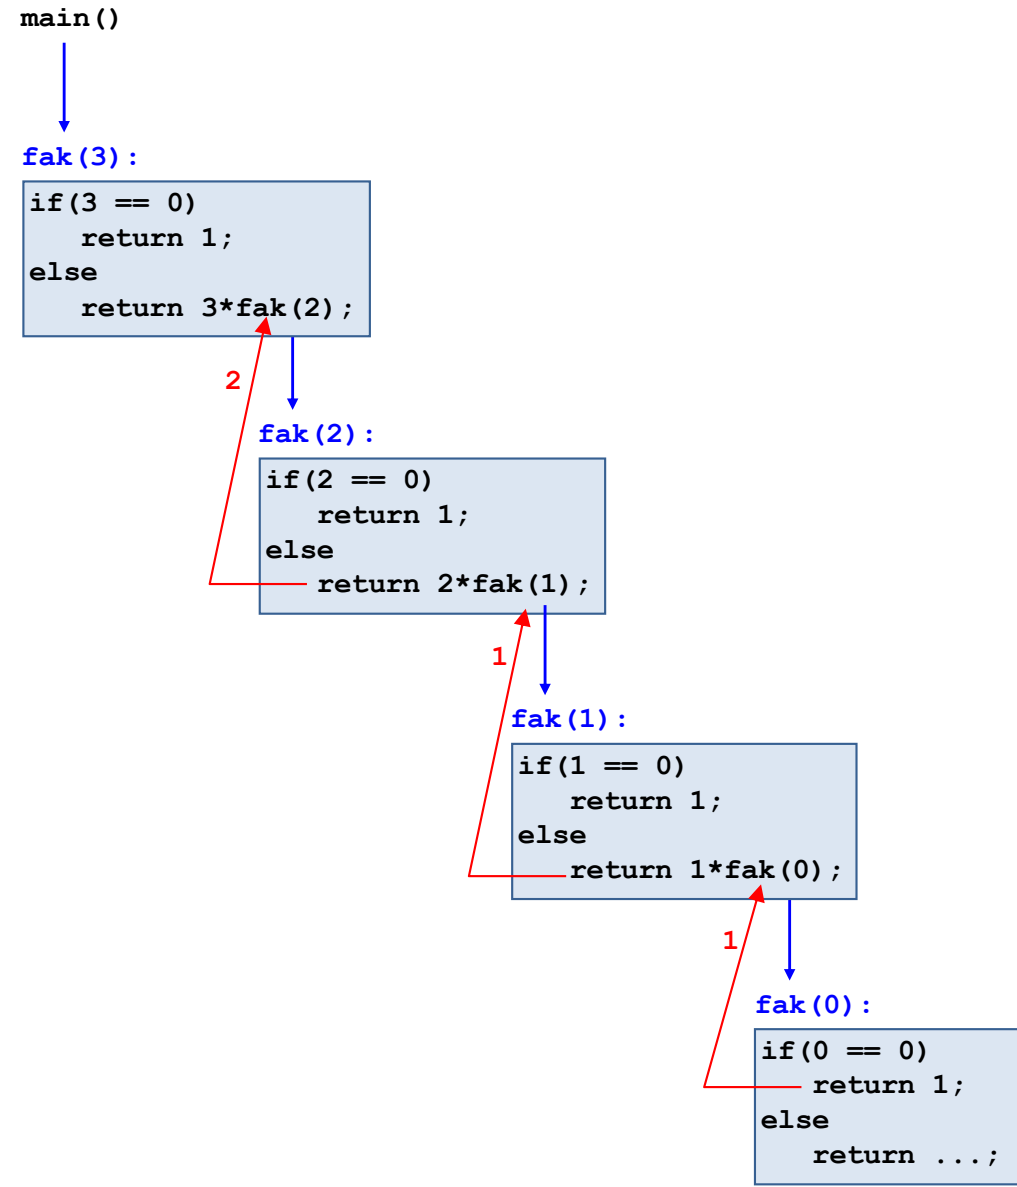 main()
fak(3):
if(3 == 0)
   return 1;
else
   return 3*fak(2);
2
fak(2):
if(2 == 0)
   return 1;
else
   return 2*fak(1);
1
fak(1):
if(1 == 0)
   return 1;
else
   return 1*fak(0);
1
fak(0):
if(0 == 0)
   return 1;
else
   return ...;